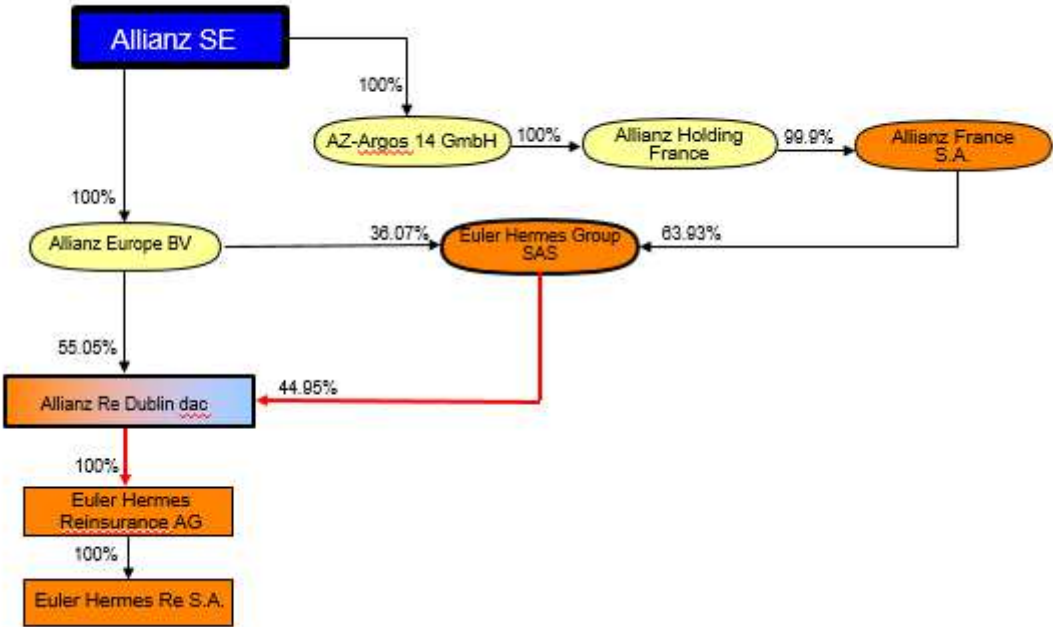 Allianz SE
100%
AZ-Argos 14 GmbH
100%
Allianz Holding
France
99.9%
Allianz France
S.A.
100%
Allianz Europe BV
36.07%
Euler Hermes Group
SAS
63.93%
55.05%
44.95%
Allianz Re Dublin dac
100%
Euler Hermes
Reinsurance AG
100%
Euler Hermes Re S.A.